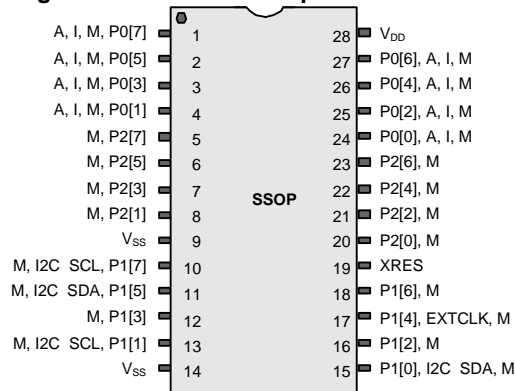 A, I, M, P0[7] 1 28 VDD
A, I, M, P0[5] 2 27 P0[6], A, I, M
A, I, M, P0[3] 3 26 P0[4], A, I, M
A, I, M, P0[1] 4 25 P0[2], A, I, M
M, P2[7] 5 24 P0[0], A, I, M
M, P2[5] 6 23 P2[6], M
M, P2[3] 7 SSOP 22 P2[4], M
M, P2[1] 8 21 P2[2], M
VSS 9 20 P2[0], M
M, I2C SCL, P1[7] 10 19 XRES
M, I2C SDA, P1[5] 11 18 P1[6], M
M, P1[3] 12 17 P1[4], EXTCLK, M
M, I2C SCL, P1[1] 13 16 P1[2], M
VSS 14 15 P1[0], I2C SDA, M